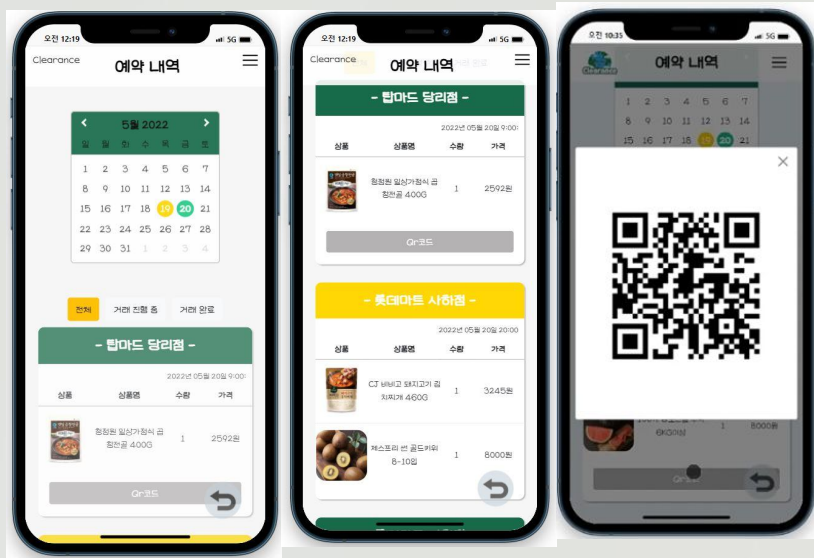 오전 12:19
5G
Clearance
예약 내역
5월 2022
일 월 화 수 목 금 토
1 2 3 4 5 6 7
8 9 10 11 12 13 14
15 16 17 18 19 20 21
22 23 24 25 26 27 28
29 30 31 1 2 3 4
전체 거래 진행 중 거래 완료
- 탑마드 당리점 -
2022년 05월 20일 9:00:
상품 상품명 수량 가격
청정원 일상가정식 곱
창전골 400G
1 2592원
Qr코드
오전 12:19
5G
Clearance
예약 내역
- 탑마드 당리점 -
2022년 05월 20일 9:00:
상품 상품명 수량 가격
청정원 일상가정식 곱
창전골 400G
1 2592원
Qr코드
- 롯데마트 사하점 -
2022년 05월 20일 20:00
상품 상품명 수량 가격
CJ 비비고 돼지고기 김
치찌개 460G
1 3245원
제스프리 썬 골드키위
8-10입
1 8000원
오전 10:35
5G
Clearance
예약 내역
1 2 3 4 5 6 7
8 9 10 11 12 13 14
15 16 17 18 19 20 21
×
6KG이상
1 8000원